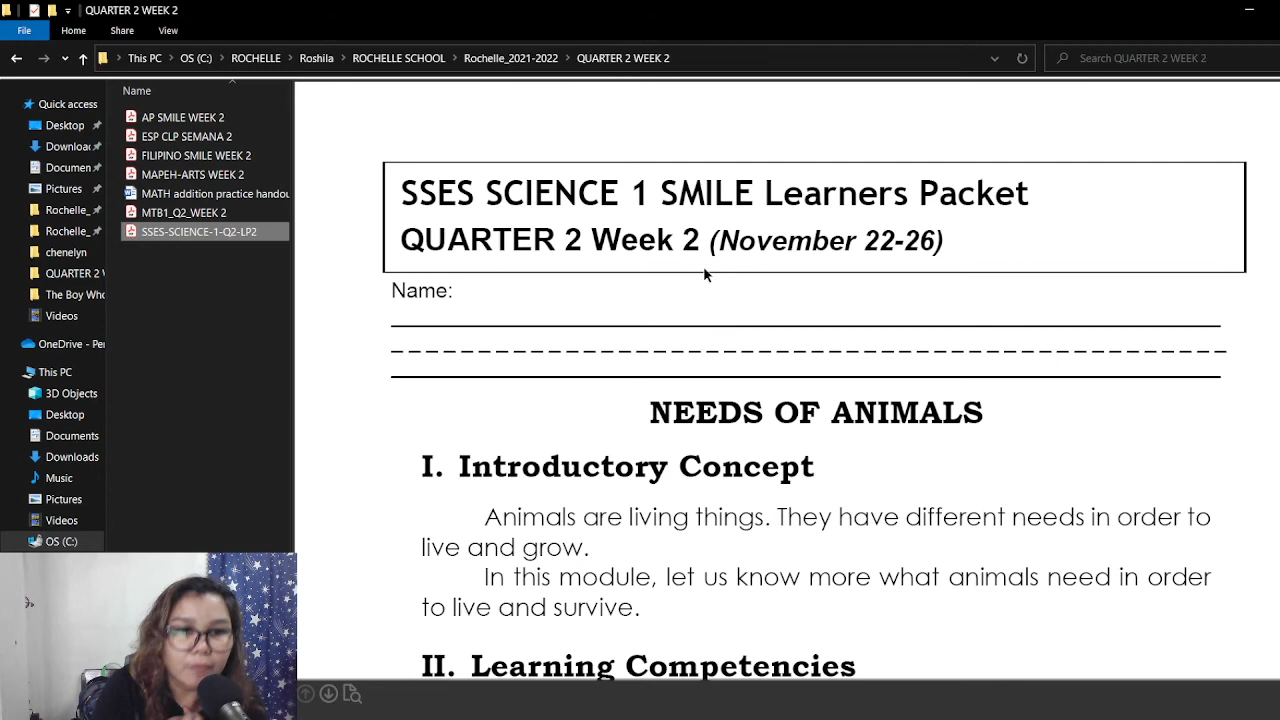 QUARTER 2 WEEK 2
File Home Share View
This PC > OS (C:) > ROCHELLE > Roshila > ROCHELLE SCHOOL > Rochelle_2021-2022 > QUARTER 2 WEEK 2
Search QUARTER 2 WEEK 2
Quick access
Desktop
Downloac
Documen
Pictures
Rochelle_
Rochelle_
chenelyn
QUARTER 2 V
The Boy Who
Videos
OneDrive - Per
This PC
3D Objects
Desktop
Documents
Downloads
Music
Pictures
Videos
OS (C:)
Name
AP SMILE WEEK 2
ESP CLP SEMANA 2
FILIPINO SMILE WEEK 2
MAPEH-ARTS WEEK 2
MATH addition practice handou
MTB1_Q2_WEEK 2
SSES-SCIENCE-1-Q2-LP2
SSES SCIENCE 1 SMILE Learners Packet
QUARTER 2 Week 2 (November 22-26)
Name:
NEEDS OF ANIMALS
I. Introductory Concept
Animals are living things. They have different needs in order to
live and grow.
In this module, let us know more what animals need in order
to live and survive.
II. Learning Competencies